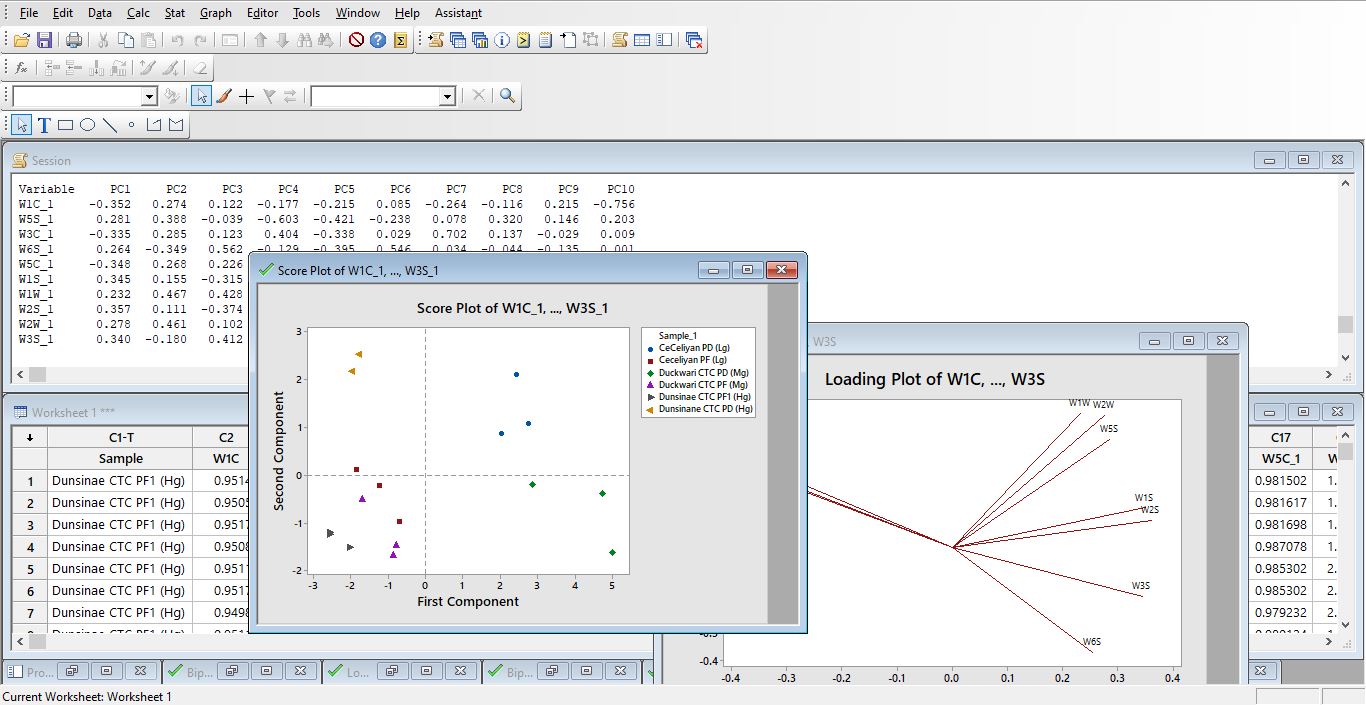 File Edit Data Calc Stat Graph Editor Tools Window Help Assistant
Session
Variable PC1 PC2 PC3 PC4 PC5 PC6 PC7 PC8 PC9 PC10
W1C_1 -0.352 0.274 0.122 -0.177 -0.215 0.085 -0.264 -0.116 0.215 -0.756
W5S_1 0.281 0.388 -0.039 -0.603 -0.421 -0.238 0.078 0.320 0.146 0.203
W3C_1 -0.335 0.285 0.123 0.404 -0.338 0.029 0.702 0.137 -0.029 0.009
W6S_1 0.264 -0.349 0.562 -0.129 -0.395 0.546 0.034 -0.044 -0.135 0.001
W5C_1 -0.348 0.268 0.226
W1S_1 0.345 0.155 -0.315
W1W_1 0.232 0.467 0.428
W2S_1 0.357 0.111 -0.374
W2W_1 0.278 0.461 0.102
W3S_1 0.340 -0.180 0.412
Score Plot of W1C_1, ..., W3S_1
Score Plot of W1C_1, ..., W3S_1
Sample_1
CeCeliyan PD (Lg)
Ceceliyan PF (Lg)
Duckwari CTC PD (Mg)
Duckwari CTC PF (Mg)
Dunsinae CTC PF1 (Hg)
Dunsinane CTC PD (Hg)
Second Component
3
2
1
0
-1
-2
-3 -2 -1 0 1 2 3 4 5
First Component
W3S
Loading Plot of W1C, ..., W3S
W1W W2W
W5S
W1S
W2S
W3S
W6S
-0.4
-0.4 -0.3 -0.2 -0.1 0.0 0.1 0.2 0.3 0.4
Worksheet 1 ***
C1-T C2 C17
Sample W1C W5C_1 W
1 Dunsinae CTC PF1 (Hg) 0.9514 0.981502 1.
2 Dunsinae CTC PF1 (Hg) 0.9505 0.981617 1.
3 Dunsinae CTC PF1 (Hg) 0.9517 0.981698 1.
4 Dunsinae CTC PF1 (Hg) 0.9508 0.987078 1.
5 Dunsinae CTC PF1 (Hg) 0.951 0.985302 2.
6 Dunsinae CTC PF1 (Hg) 0.951 0.985302 2.
7 Dunsinae CTC PF1 (Hg) 0.9498 0.979232 2.
Pro... Bip... Lo... Bip...
Current Worksheet: Worksheet 1